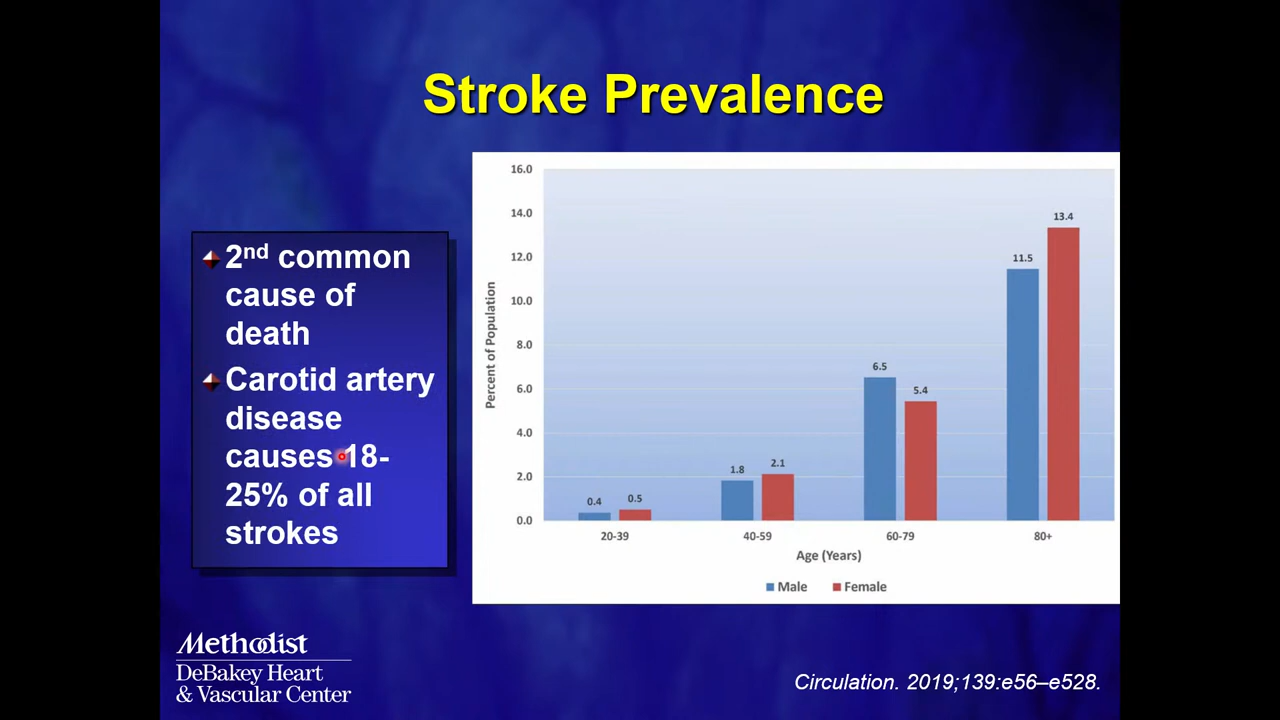 Stroke Prevalence
2nd common
cause of
death
Carotid artery
disease
causes 18-
25% of all
strokes
16.0
14.0
12.0
10.0
8.0
6.0
4.0
2.0
0.0
Percent of Population
0.4
0.5
1.8
2.1
6.5
5.4
11.5
13.4
20-39
40-59
60-79
80+
Age (Years)
Male
Female
Methodist
DeBakey Heart
& Vascular Center
Circulation. 2019;139:e56–e528.